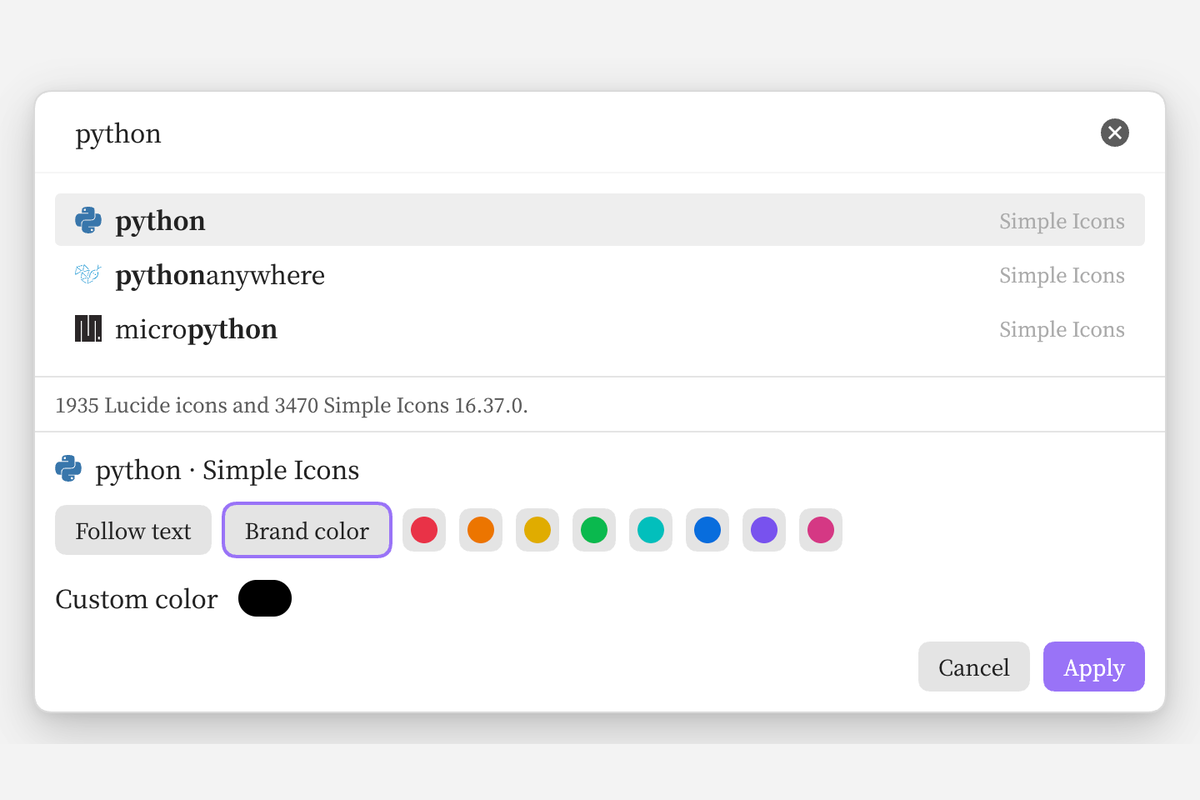 python
python Simple Icons
pythonanywhere Simple Icons
micropython Simple Icons
1935 Lucide icons and 3470 Simple Icons 16.37.0.
python · Simple Icons
Follow text Brand color
Custom color
Cancel Apply